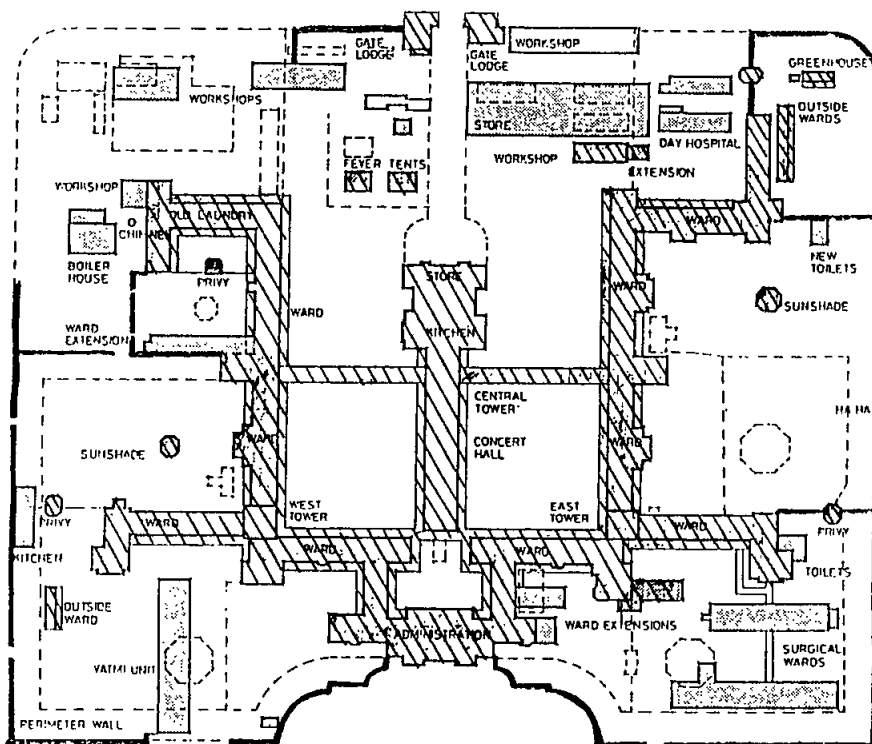 GATE
LODGE
GATE
LODGE
WORKSHOP
GREENHOUSE
WORKSHOPS
OUTSIDE
WARDS
STORE
DAY HOSPITAL
FEVER TENTS
WORKSHOP
EXTENSION
WORKSHOP
OLD LAUNDRY
WARD
CHIMNEY
BOILER
HOUSE
PRIVY
STORE
WARD
NEW
TOILETS
WARD
SUNSHADE
KITCHEN
WARD
EXTENSION
CENTRAL
TOWER
HA HA
CONCERT
HALL
SUNSHADE
WARD
WARD
WEST
TOWER
EAST
TOWER
PRIVY
WARD
WARD
PRIVY
KITCHEN
WARD
WARD
TOILETS
OUTSIDE
WARD
ADMINISTRATION
WARD EXTENSIONS
SURGICAL
WARDS
YATMI UNIT
PERIMETER WALL